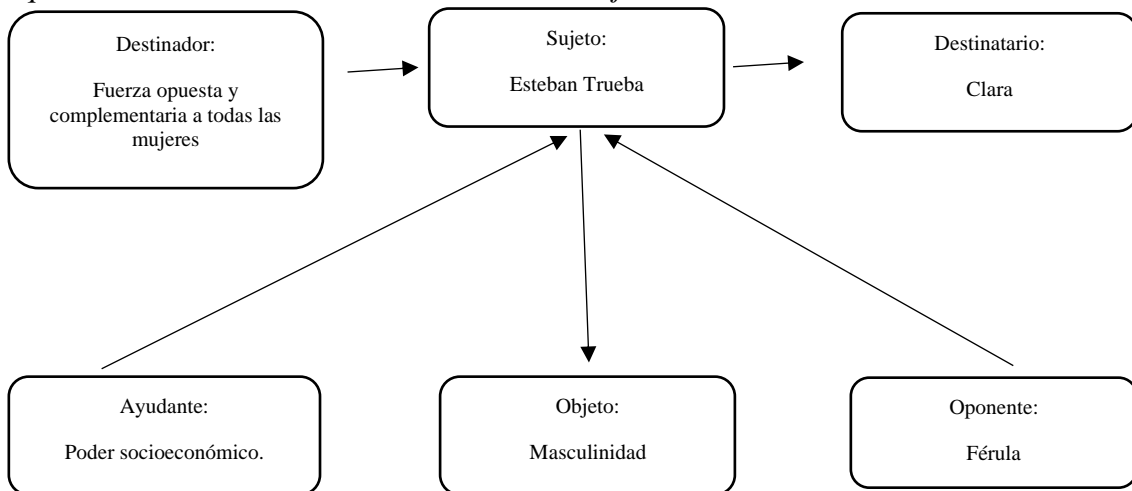 Destinador:
Fuerza opuesta y
complementaria a todas las
mujeres
Sujeto:
Esteban Trueba
Destinatario:
Clara
Ayudante:
Poder socioeconómico.
Objeto:
Masculinidad
Oponente:
Férula